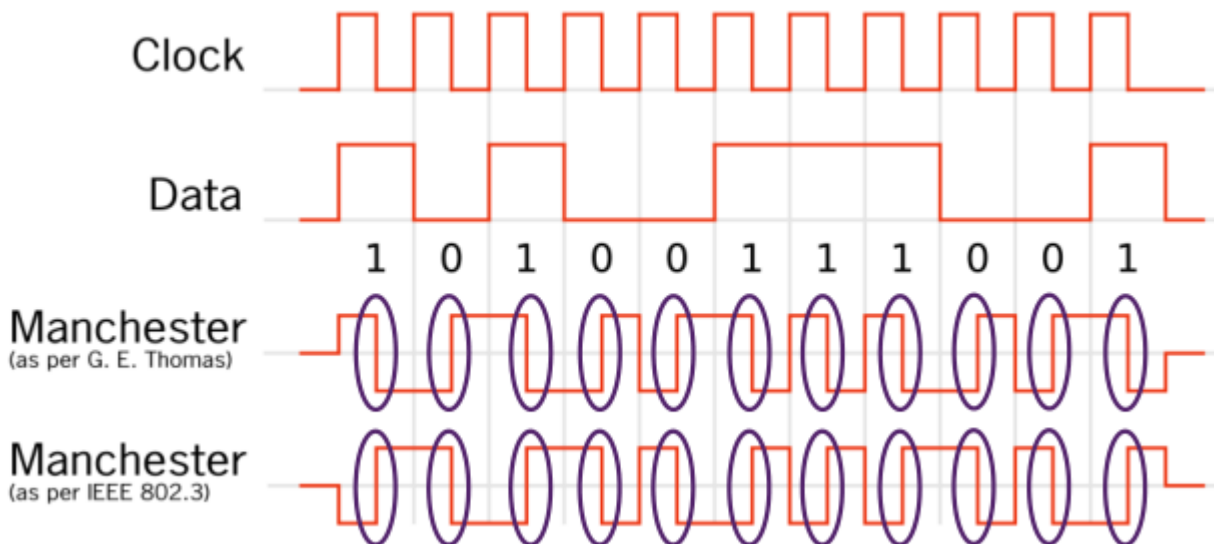 Clock
Data
1 0 1 0 0 1 1 1 0 0 1
Manchester
(as per G. E. Thomas)
Manchester
(as per IEEE 802.3)